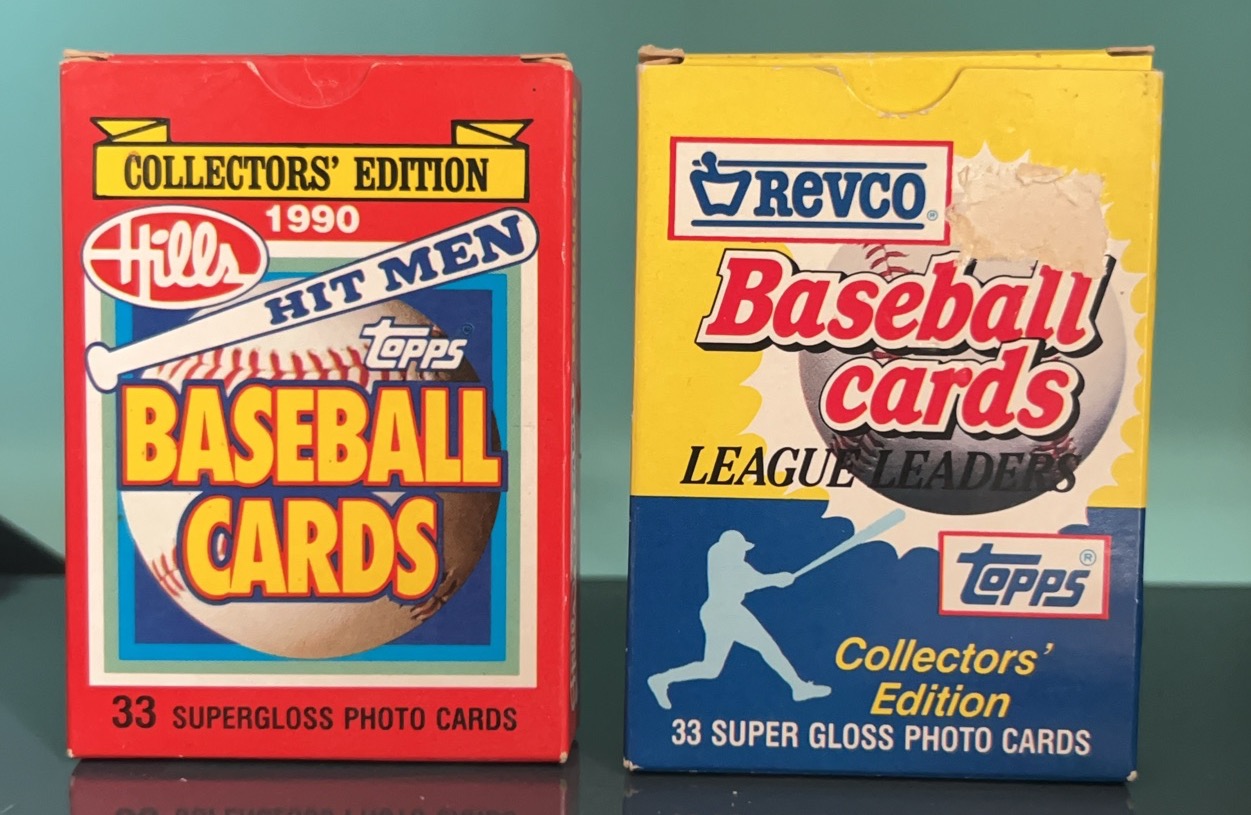 COLLECTORS' EDITION
1990
Hills
HIT MEN
TOPPS
BASEBALL
CARDS
33 SUPERGLOSS PHOTO CARDS
REVCO®
Baseball
cards
LEAGUE LEADERS
TOPPS®
Collectors'
Edition
33 SUPER GLOSS PHOTO CARDS